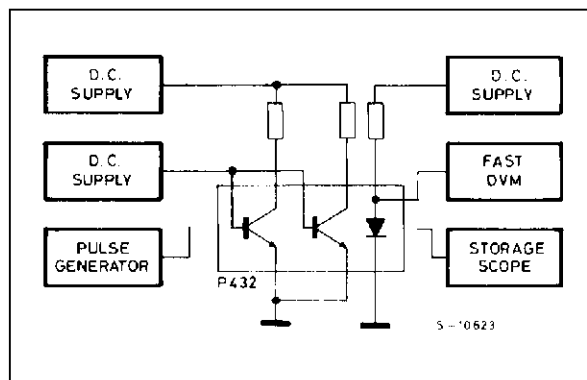 D.C.
SUPPLY
D.C.
SUPPLY
D.C.
SUPPLY
FAST
DVM
PULSE
GENERATOR
STORAGE
SCOPE
P432
S-10623